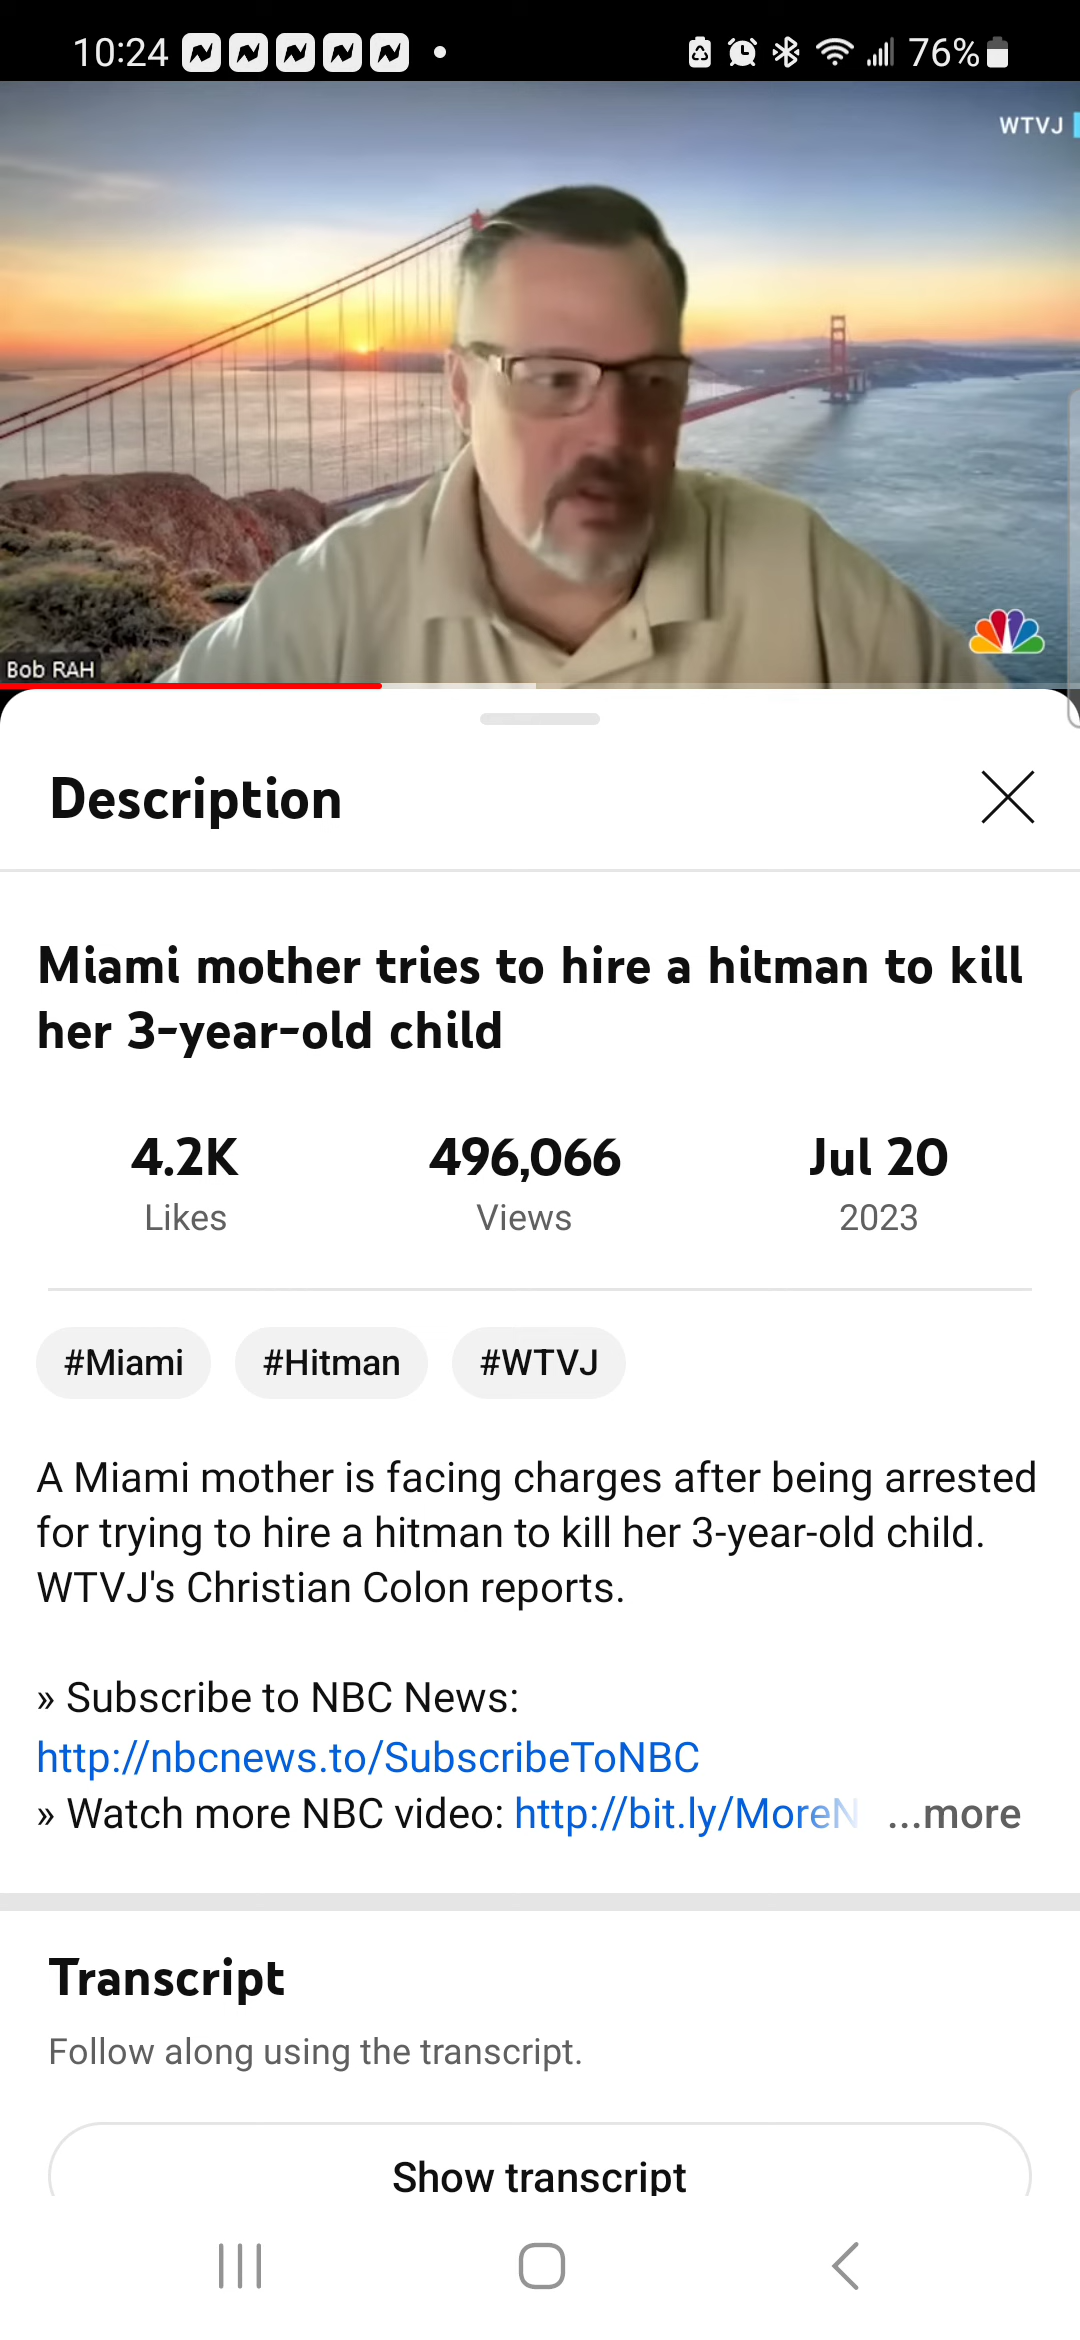 10:24
76%
WTVJ
Bob RAH
Description
Miami mother tries to hire a hitman to kill
her 3-year-old child
4.2K
496,066
Jul 20
Likes
Views
2023
#Miami
#Hitman
#WTVJ
A Miami mother is facing charges after being arrested
for trying to hire a hitman to kill her 3-year-old child.
WTVJ's Christian Colon reports.
» Subscribe to NBC News:
http://nbcnews.to/SubscribeToNBC
» Watch more NBC video: http://bit.ly/MoreN ...more
Transcript
Follow along using the transcript.
Show transcript